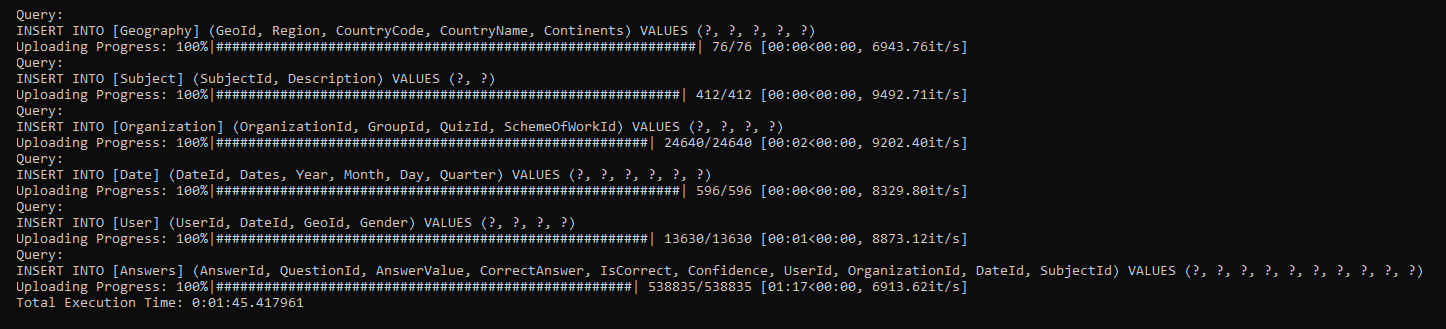 Query:
INSERT INTO [Geography] (GeoId, Region, CountryCode, CountryName, Continents) VALUES (?, ?, ?, ?, ?)
Uploading Progress: 100%|############################################################| 76/76 [00:00<00:00, 6943.76it/s]
Query:
INSERT INTO [Subject] (SubjectId, Description) VALUES (?, ?)
Uploading Progress: 100%|##########################################################| 412/412 [00:00<00:00, 9492.71it/s]
Query:
INSERT INTO [Organization] (OrganizationId, GroupId, QuizId, SchemeOfWorkId) VALUES (?, ?, ?, ?)
Uploading Progress: 100%|######################################################| 24640/24640 [00:02<00:00, 9202.40it/s]
Query:
INSERT INTO [Date] (DateId, Dates, Year, Month, Day, Quarter) VALUES (?, ?, ?, ?, ?, ?)
Uploading Progress: 100%|##########################################################| 596/596 [00:00<00:00, 8329.80it/s]
Query:
INSERT INTO [User] (UserId, DateId, GeoId, Gender) VALUES (?, ?, ?, ?)
Uploading Progress: 100%|######################################################| 13630/13630 [00:01<00:00, 8873.12it/s]
Query:
INSERT INTO [Answers] (AnswerId, QuestionId, AnswerValue, CorrectAnswer, IsCorrect, Confidence, UserId, OrganizationId, DateId, SubjectId) VALUES (?, ?, ?, ?, ?, ?, ?, ?, ?, ?)
Uploading Progress: 100%|####################################################| 538835/538835 [01:17<00:00, 6913.62it/s]
Total Execution Time: 0:01:45.417961